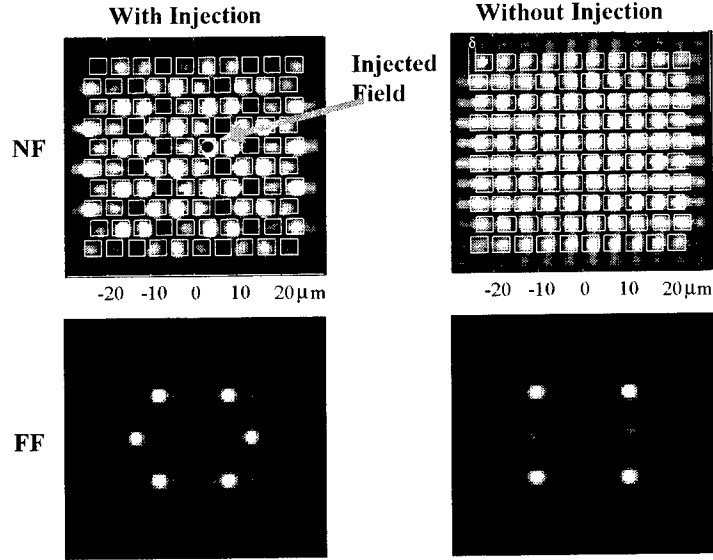 With Injection
Without Injection
δ
Injected
Field
NF
-20 -10 0 10 20μm
-20 -10 0 10 20μm
FF